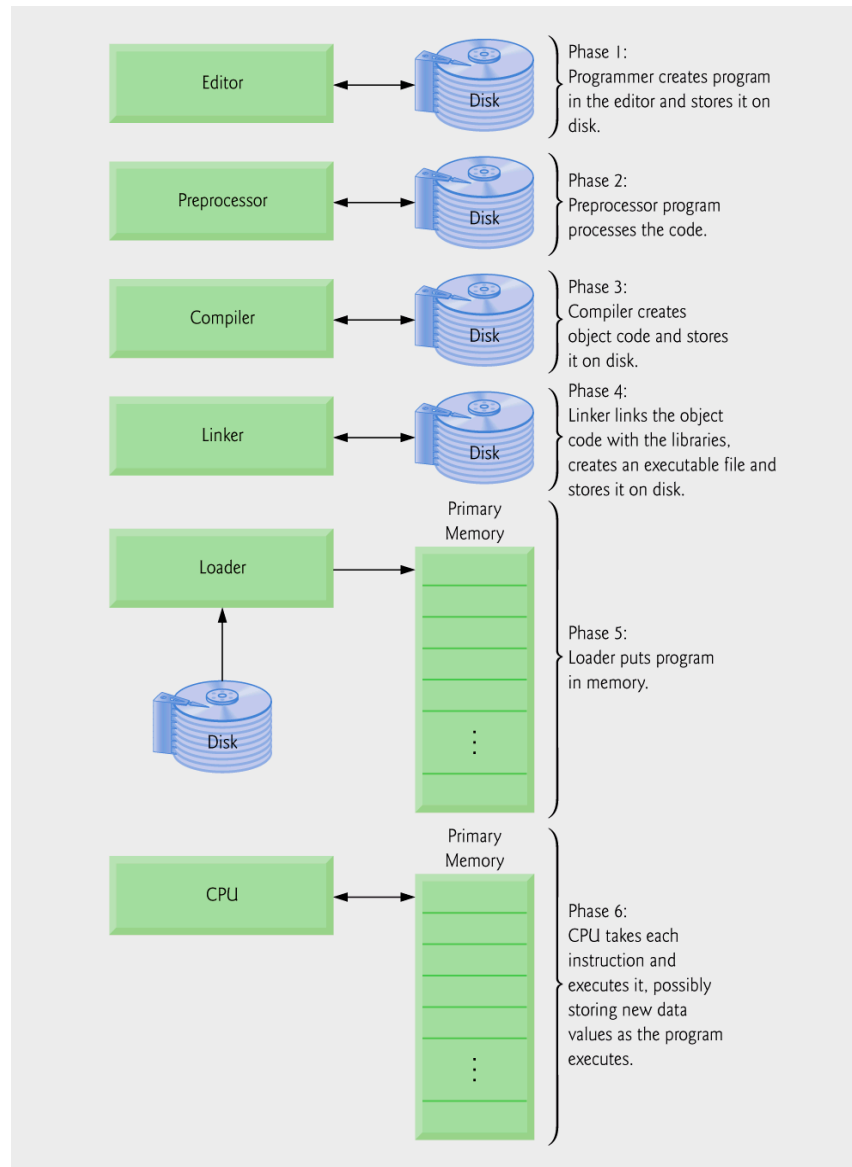 Editor
Disk
Phase 1:
Programmer creates program
in the editor and stores it on
disk.
Preprocessor
Disk
Phase 2:
Preprocessor program
processes the code.
Compiler
Disk
Phase 3:
Compiler creates
object code and stores
it on disk.
Linker
Disk
Phase 4:
Linker links the object
code with the libraries,
creates an executable file and
stores it on disk.
Primary
Memory
Loader
Disk
Phase 5:
Loader puts program
in memory.
Primary
Memory
CPU
Phase 6:
CPU takes each
instruction and
executes it, possibly
storing new data
values as the program
executes.